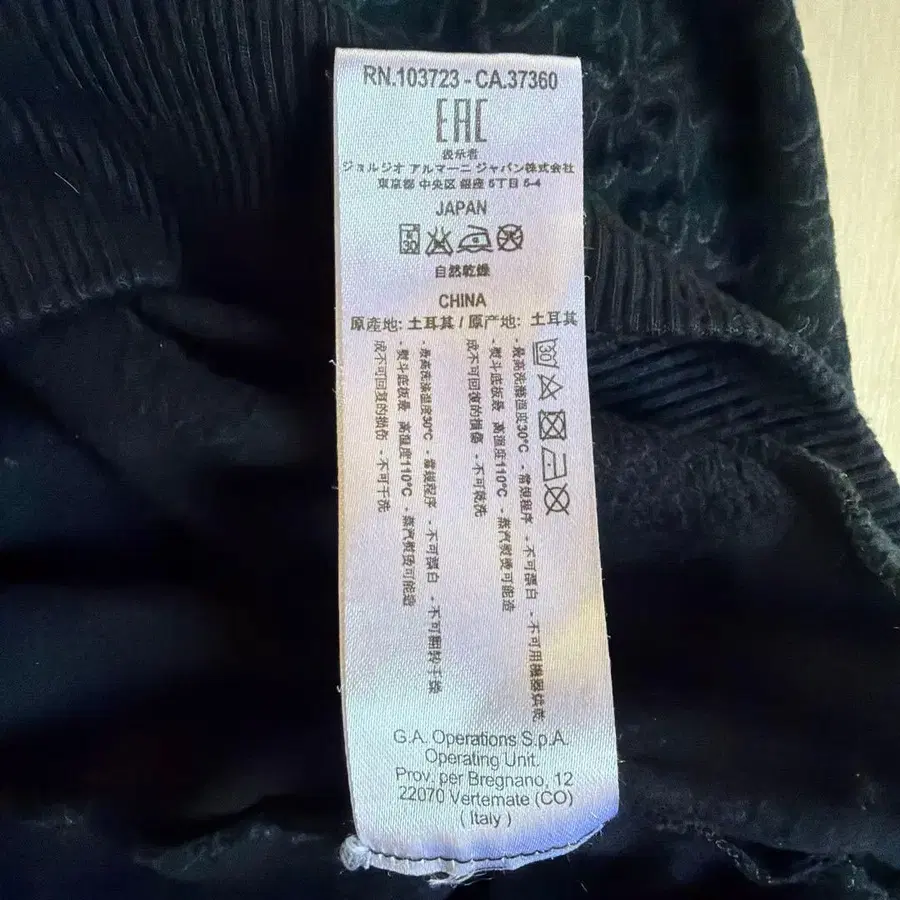 RN.103723 - CA.37360
EAC
ジョルジオ アルマーニ ジャパン株式会社
東京都 中央区 銀座 5丁目 5-4
JAPAN
30
自然乾燥
CHINA
原產地: 土耳其 / 原产地: 土耳其
30
- 最高洗滌溫度30°C - 常規程序 - 不可漂白 - 不可用機器烘乾
- 熨斗底板最 高溫度110°C - 蒸汽熨燙可能造
成不可回復的損傷 - 不可乾洗
- 最高洗涤温度30°C - 常规程序 - 不可漂白 - 不可翻转干燥
- 熨斗底板最 高温度110°C - 蒸汽熨烫可能造
成不可回复的损伤 - 不可干洗
G.A. Operations S.p.A.
Operating Unit.
Prov. per Bregnano, 12
22070 Vertemate (CO)
( Italy )